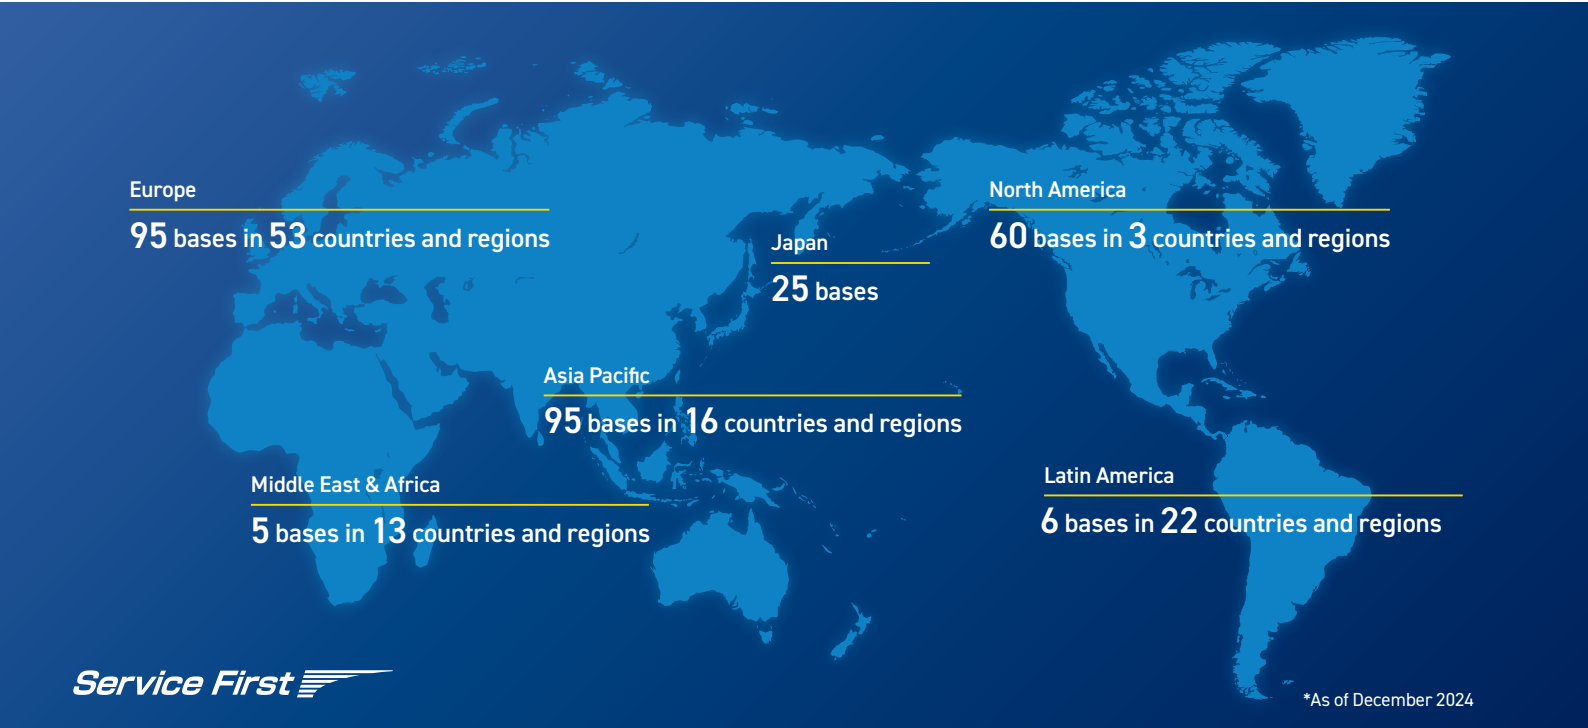 Europe
95 bases in 53 countries and regions
North America
60 bases in 3 countries and regions
Japan
25 bases
Asia Pacific
95 bases in 16 countries and regions
Middle East & Africa
5 bases in 13 countries and regions
Latin America
6 bases in 22 countries and regions
Service First
*As of December 2024